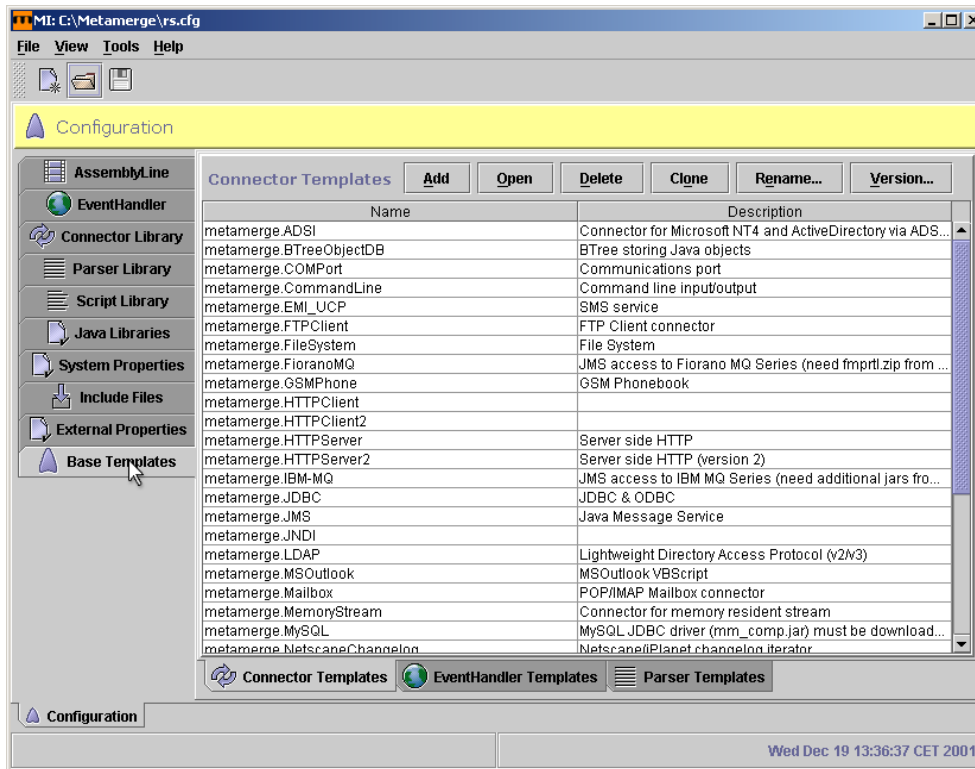 MI: C:\Metamerge\rs.cfg
File View Tools Help
Configuration
AssemblyLine
EventHandler
Connector Library
Parser Library
Script Library
Java Libraries
System Properties
Include Files
External Properties
Base Templates
Connector Templates Add Open Delete Clone Rename... Version...
Name Description
metamerge.ADSI Connector for Microsoft NT4 and ActiveDirectory via ADS...
metamerge.BTreeObjectDB BTree storing Java objects
metamerge.COMPort Communications port
metamerge.CommandLine Command line input/output
metamerge.EMI_UCP SMS service
metamerge.FTPClient FTP Client connector
metamerge.FileSystem File System
metamerge.FioranoMQ JMS access to Fiorano MQ Series (need fmprtl.zip from ...
metamerge.GSMPhone GSM Phonebook
metamerge.HTTPClient
metamerge.HTTPClient2
metamerge.HTTPServer Server side HTTP
metamerge.HTTPServer2 Server side HTTP (version 2)
metamerge.IBM-MQ JMS access to IBM MQ Series (need additional jars fro...
metamerge.JDBC JDBC & ODBC
metamerge.JMS Java Message Service
metamerge.JNDI
metamerge.LDAP Lightweight Directory Access Protocol (v2/v3)
metamerge.MSOutlook MSOutlook VBScript
metamerge.Mailbox POP/IMAP Mailbox connector
metamerge.MemoryStream Connector for memory resident stream
metamerge.MySQL MySQL JDBC driver (mm_comp.jar) must be download...
metamerge.NetscapeChangelog Netscape/iPlanet changelog iterator
Connector Templates EventHandler Templates Parser Templates
Configuration
Wed Dec 19 13:36:37 CET 2001